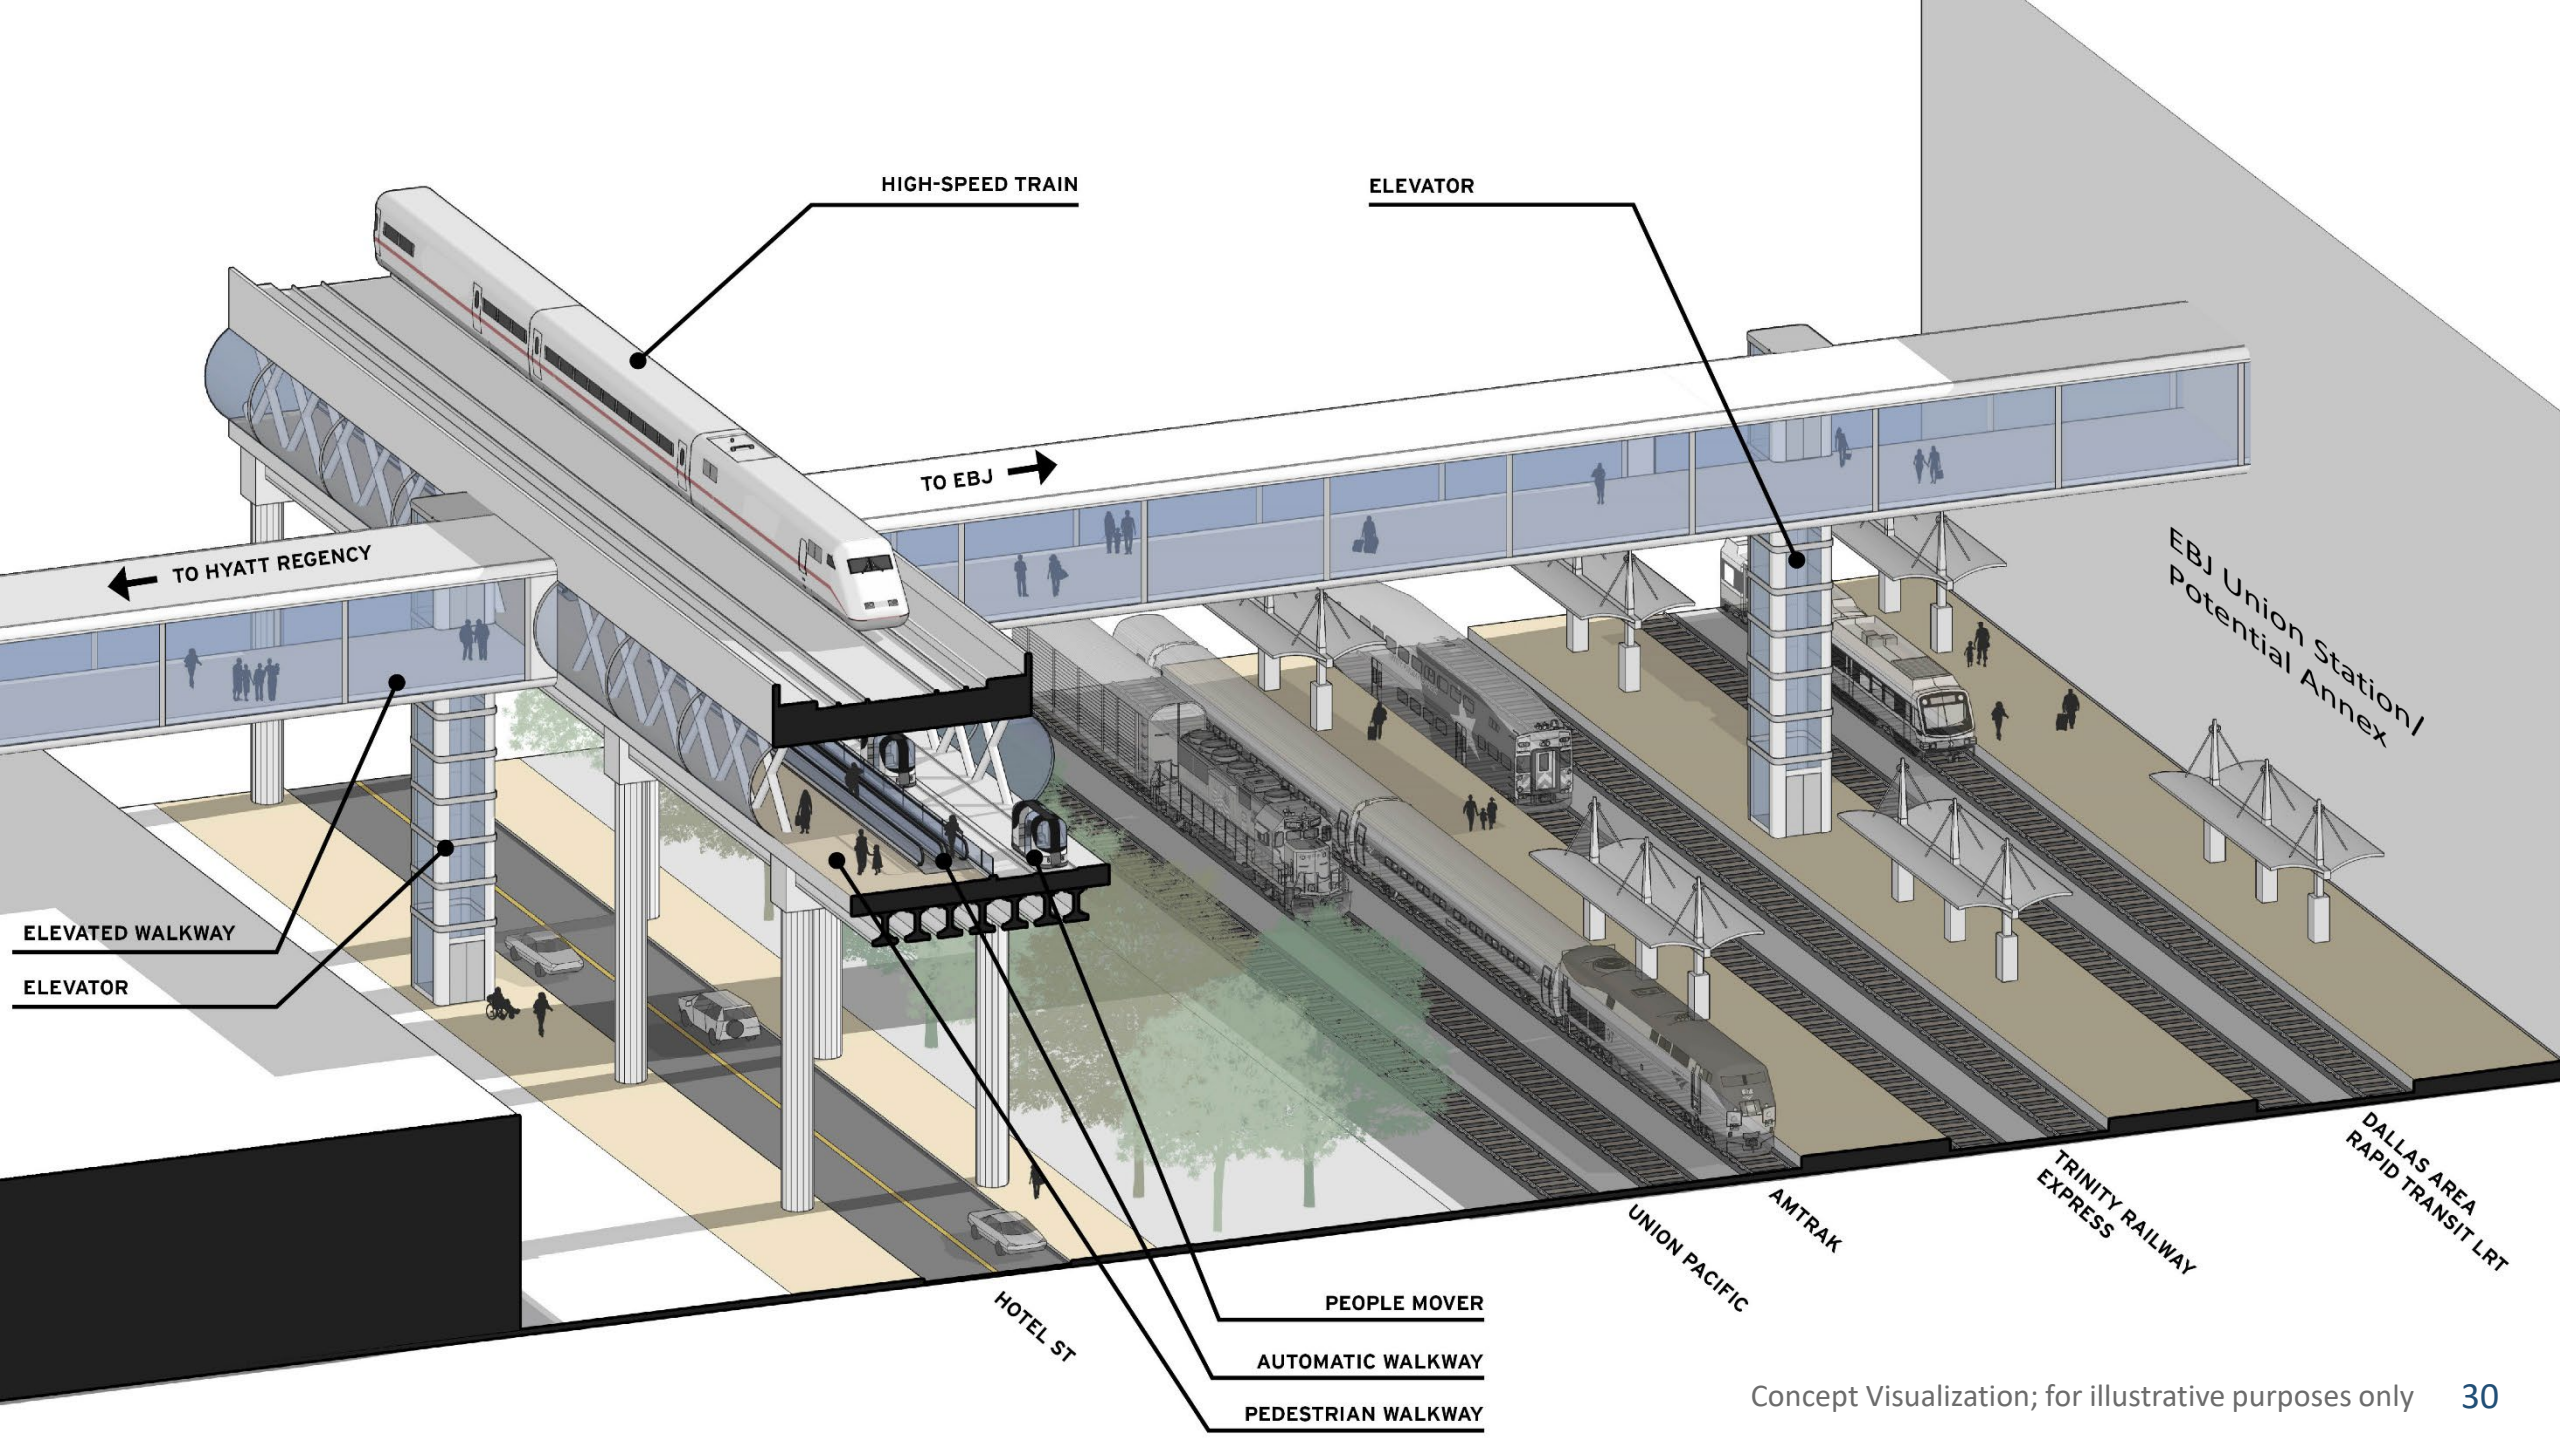 HIGH-SPEED TRAIN
ELEVATOR
TO EBJ
TO HYATT REGENCY
EBJ Union Station/
Potential Annex
ELEVATED WALKWAY
ELEVATOR
DALLAS AREA
RAPID TRANSIT LRT
TRINITY RAILWAY
EXPRESS
AMTRAK
UNION PACIFIC
HOTEL ST
PEOPLE MOVER
AUTOMATIC WALKWAY
PEDESTRIAN WALKWAY
Concept Visualization; for illustrative purposes only
30